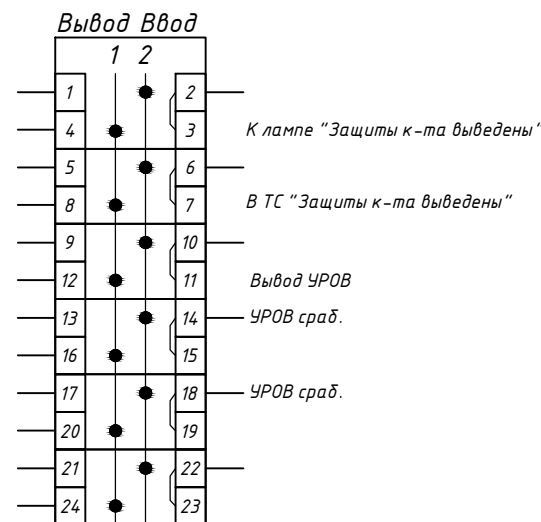 Вывод Ввод
1 2
1 2
4 3 К лампе "Защиты к-та выведены"
5 6
8 7 В ТС "Защиты к-та выведены"
9 10
12 11 Вывод УРОВ
13 14 УРОВ сраб.
16 15
17 18 УРОВ сраб.
20 19
21 22
24 23